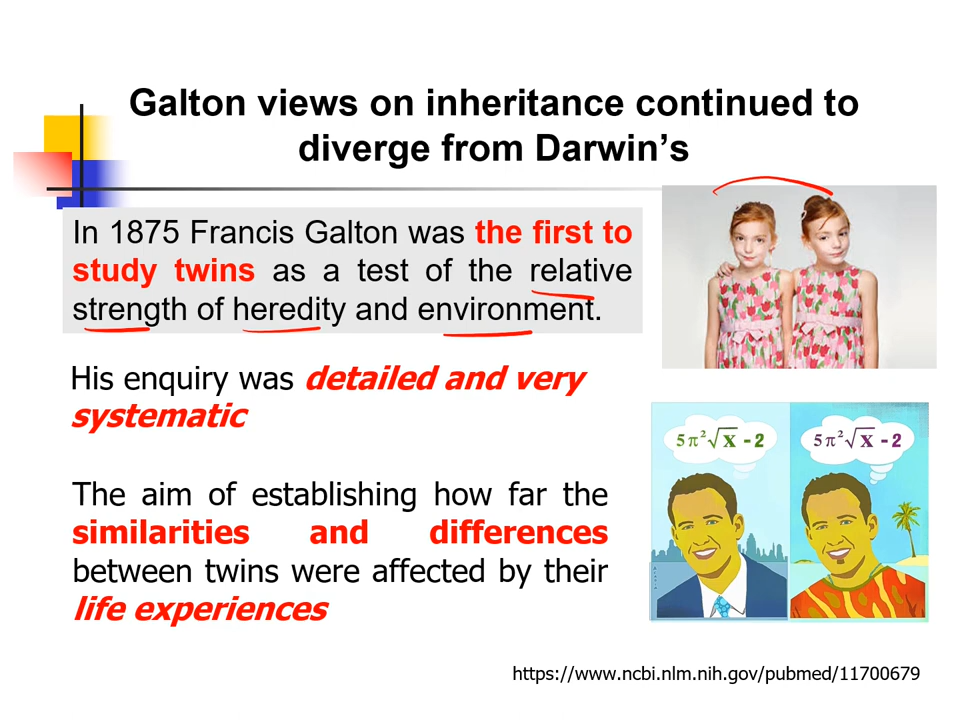 Galton views on inheritance continued to
diverge from Darwin’s
In 1875 Francis Galton was the first to
study twins as a test of the relative
strength of heredity and environment.
His enquiry was detailed and very
systematic
The aim of establishing how far the
similarities and differences
between twins were affected by their
life experiences
5π²√x - 2
5π²√x - 2
https://www.ncbi.nlm.nih.gov/pubmed/11700679